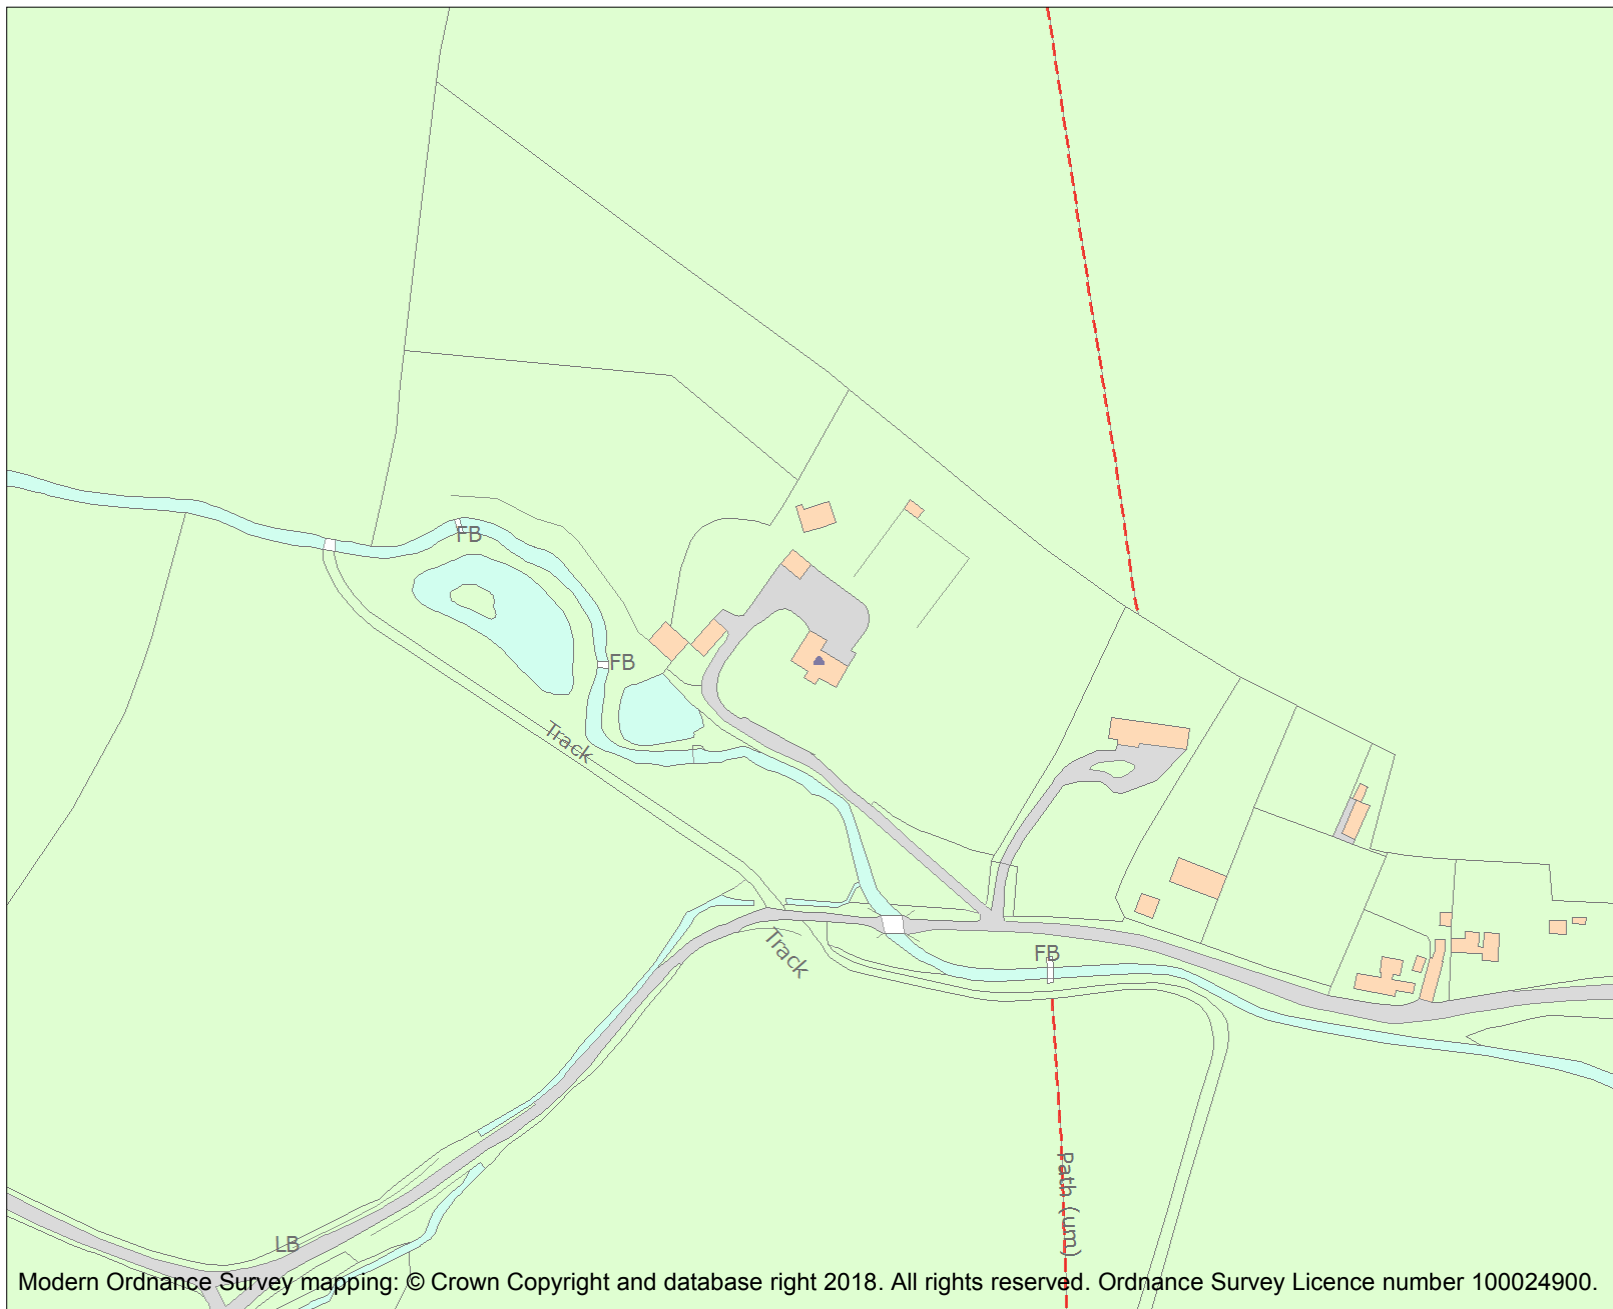 FB
FB
Track
Track
FB
Path (um)
LB
Modern Ordnance Survey mapping: © Crown Copyright and database right 2018. All rights reserved. Ordnance Survey Licence number 100024900.